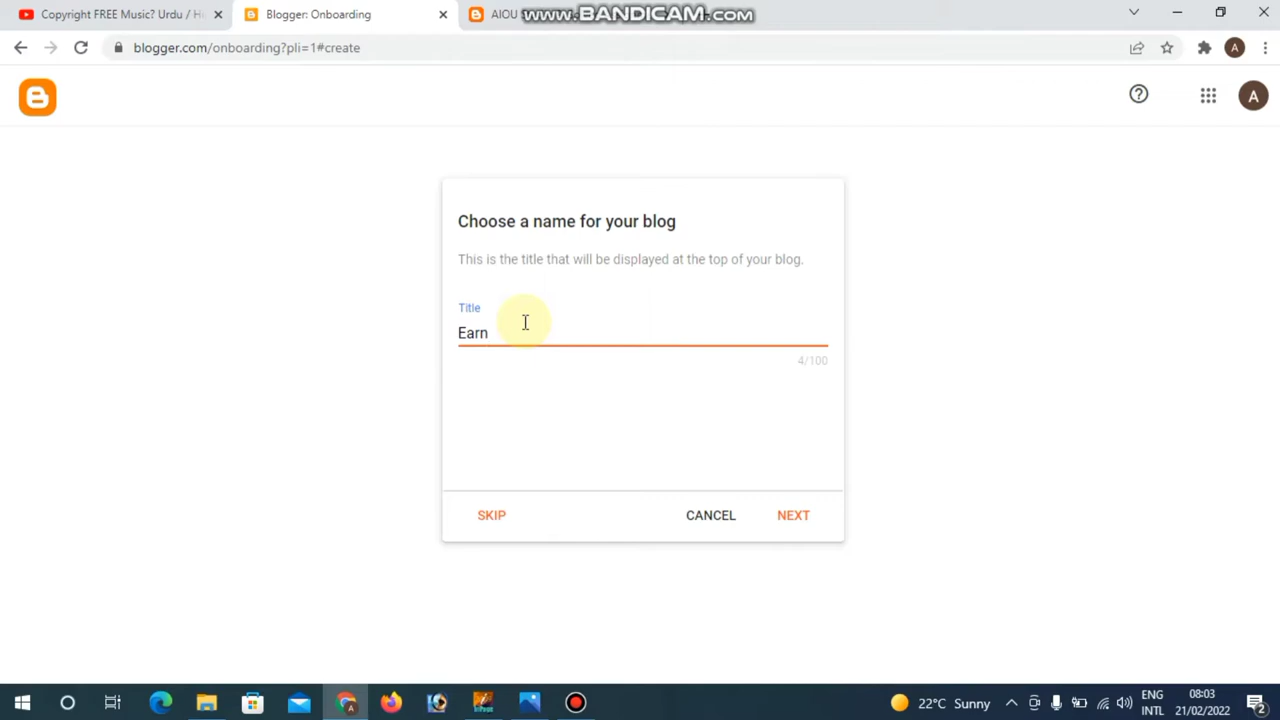 Copyright FREE Music? Urdu / Hi
Blogger: Onboarding
AIOU
www.BANDICAM.com
blogger.com/onboarding?pli=1#create
A
A
Choose a name for your blog
This is the title that will be displayed at the top of your blog.
Title
Earn
4/100
SKIP
CANCEL
NEXT
22°C Sunny
ENG
INTL
08:03
21/02/2022
2